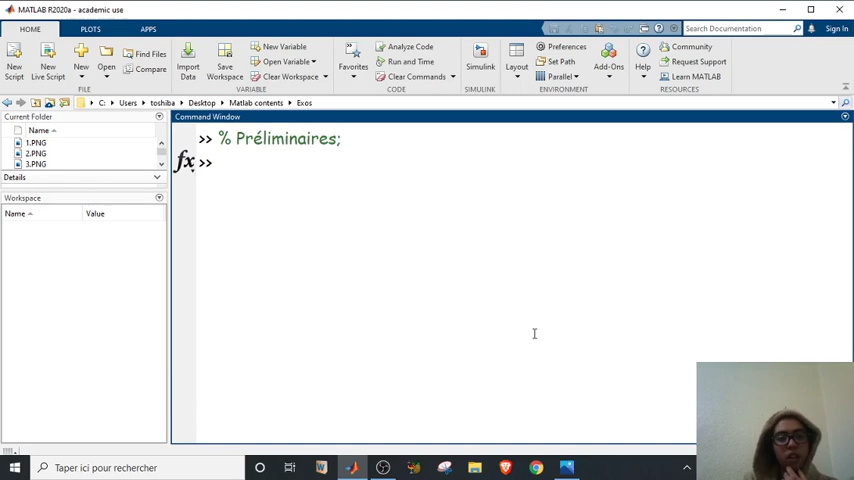 MATLAB R2020a - academic use
HOME
PLOTS
APPS
Search Documentation
Sign In
New Script
New Live Script
New
Open
Find Files
Compare
FILE
Import Data
Save Workspace
New Variable
Open Variable
Clear Workspace
VARIABLE
Favorites
Analyze Code
Run and Time
Clear Commands
CODE
Simulink
SIMULINK
Layout
Preferences
Set Path
Parallel
Add-Ons
ENVIRONMENT
Help
Community
Request Support
Learn MATLAB
RESOURCES
C: Users toshiba Desktop Matlab contents Exos
Current Folder
Name
1.PNG
2.PNG
3.PNG
Details
Workspace
Name Value
Command Window
>> % Préliminaires;
fx >>
Taper ici pour rechercher